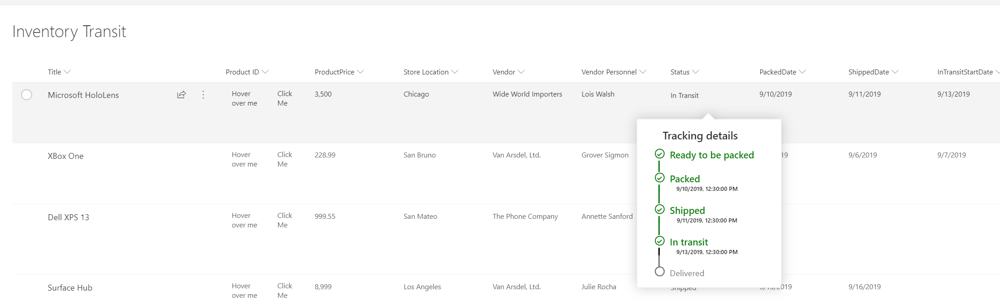 Inventory Transit
Title Product ID ProductPrice Store Location Vendor Vendor Personnel Status PackedDate ShippedDate InTransitStartDate
Microsoft HoloLens Hover over me Click Me 3,500 Chicago Wide World Importers Lois Walsh In Transit 9/10/2019 9/11/2019 9/13/2019
Tracking details
Ready to be packed
Packed
9/10/2019, 12:30:00 PM
Shipped
9/11/2019, 12:30:00 PM
In transit
9/13/2019, 12:30:00 PM
Delivered
XBox One Hover over me Click Me 228.99 San Bruno Van Arsdel, Ltd. Grover Sigmon 19 9/6/2019 9/7/2019
Dell XPS 13 Hover over me Click Me 999.55 San Mateo The Phone Company Annette Sanford
Surface Hub Hover over me Click Me 8,999 Los Angeles Van Arsdel, Ltd. Julie Rocha Shipped 9/15/2019 9/16/2019